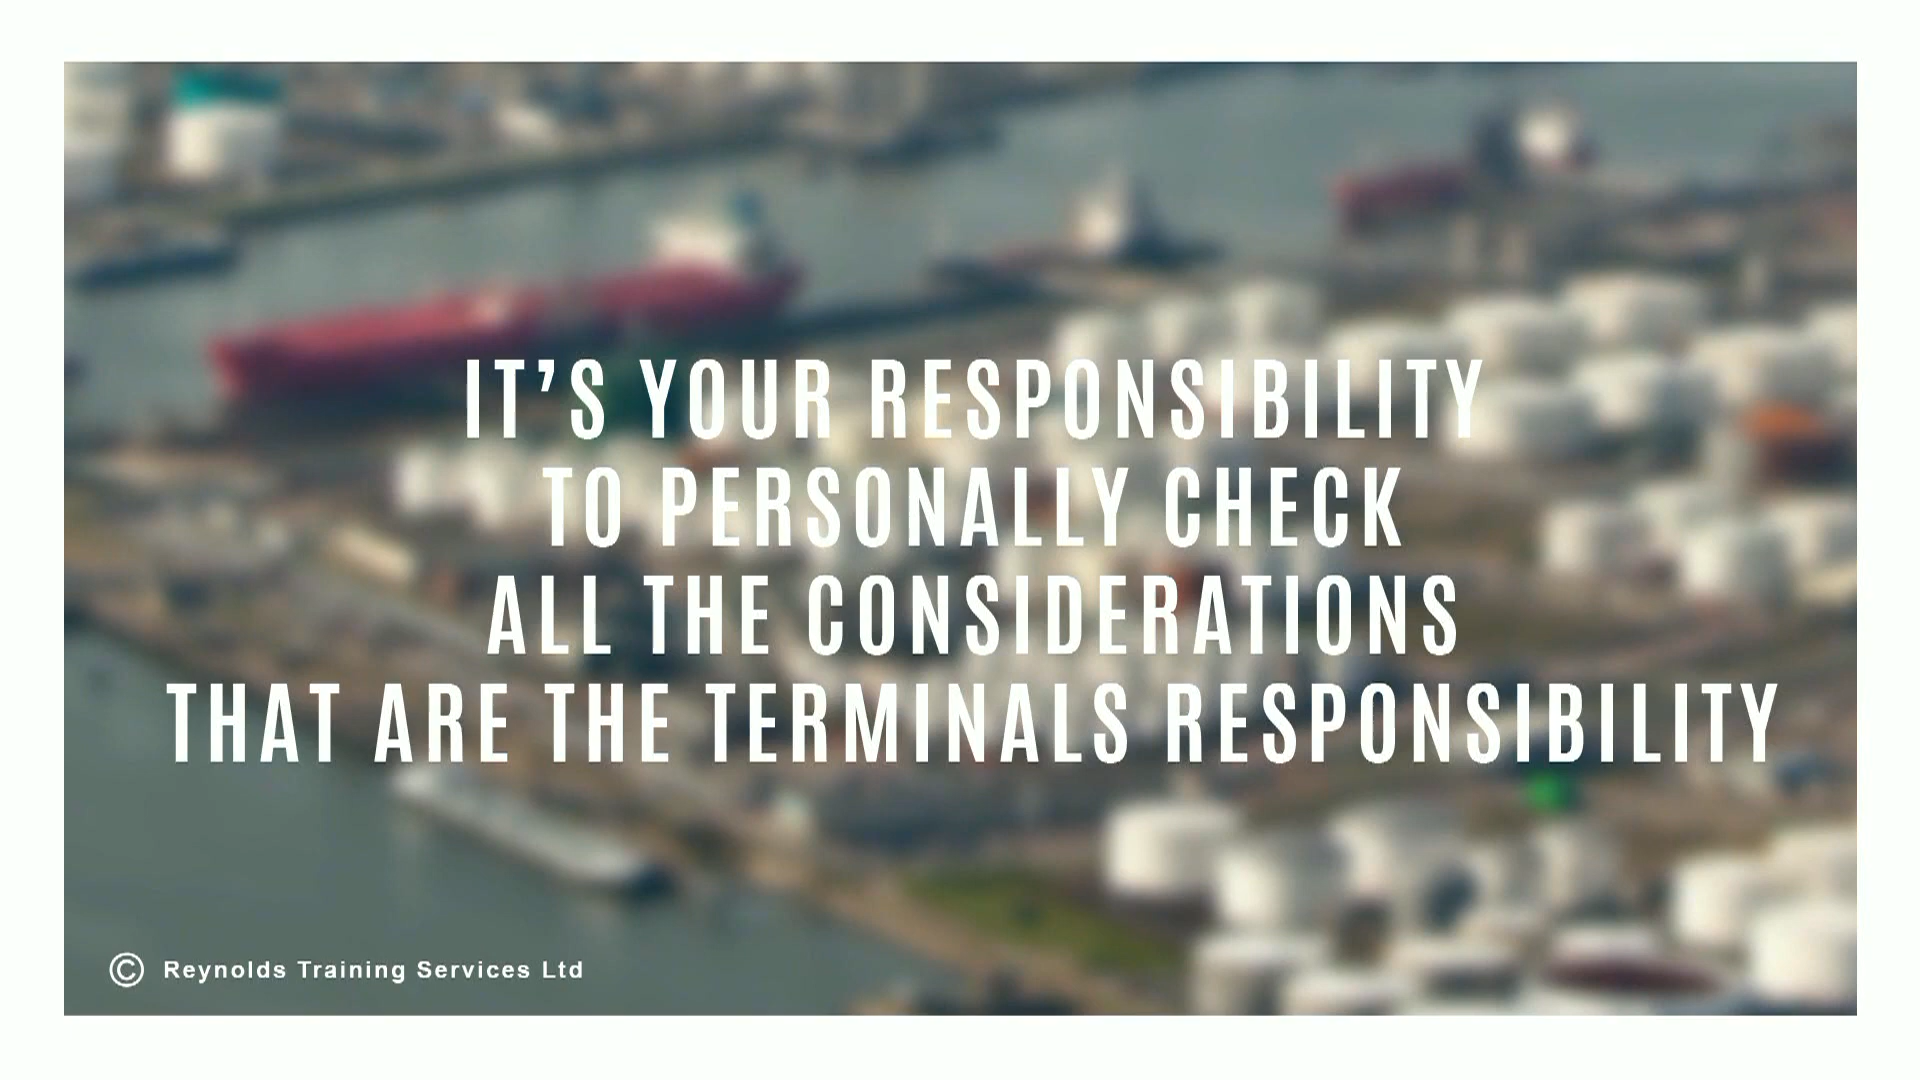 IT’S YOUR RESPONSIBILITY
TO PERSONALLY CHECK
ALL THE CONSIDERATIONS
THAT ARE THE TERMINALS RESPONSIBILITY
© Reynolds Training Services Ltd